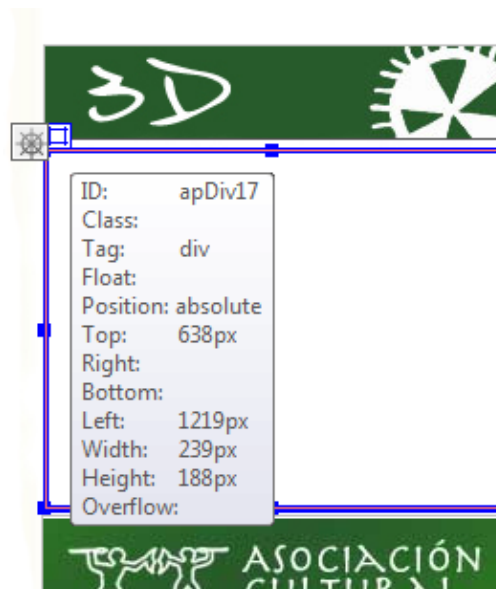 3D
ID: apDiv17
Class:
Tag: div
Float:
Position: absolute
Top: 638px
Right:
Bottom:
Left: 1219px
Width: 239px
Height: 188px
Overflow:
ASOCIACIÓN
CULTURAL